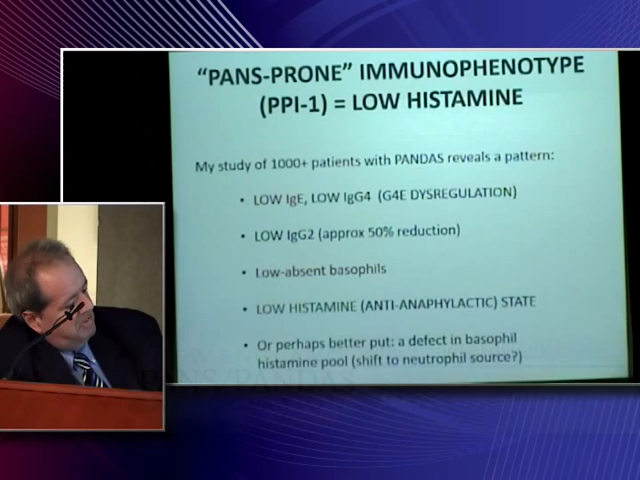 "PANS-PRONE" IMMUNOPHENOTYPE
(PPI-1) = LOW HISTAMINE
My study of 1000+ patients with PANDAS reveals a pattern:
• LOW IgE, LOW IgG4 (G4E DYSREGULATION)
• LOW IgG2 (approx 50% reduction)
• Low-absent basophils
• LOW HISTAMINE (ANTI-ANAPHYLACTIC) STATE
• Or perhaps better put: a defect in basophil
histamine pool (shift to neutrophil source?)
PANS/PANDAS